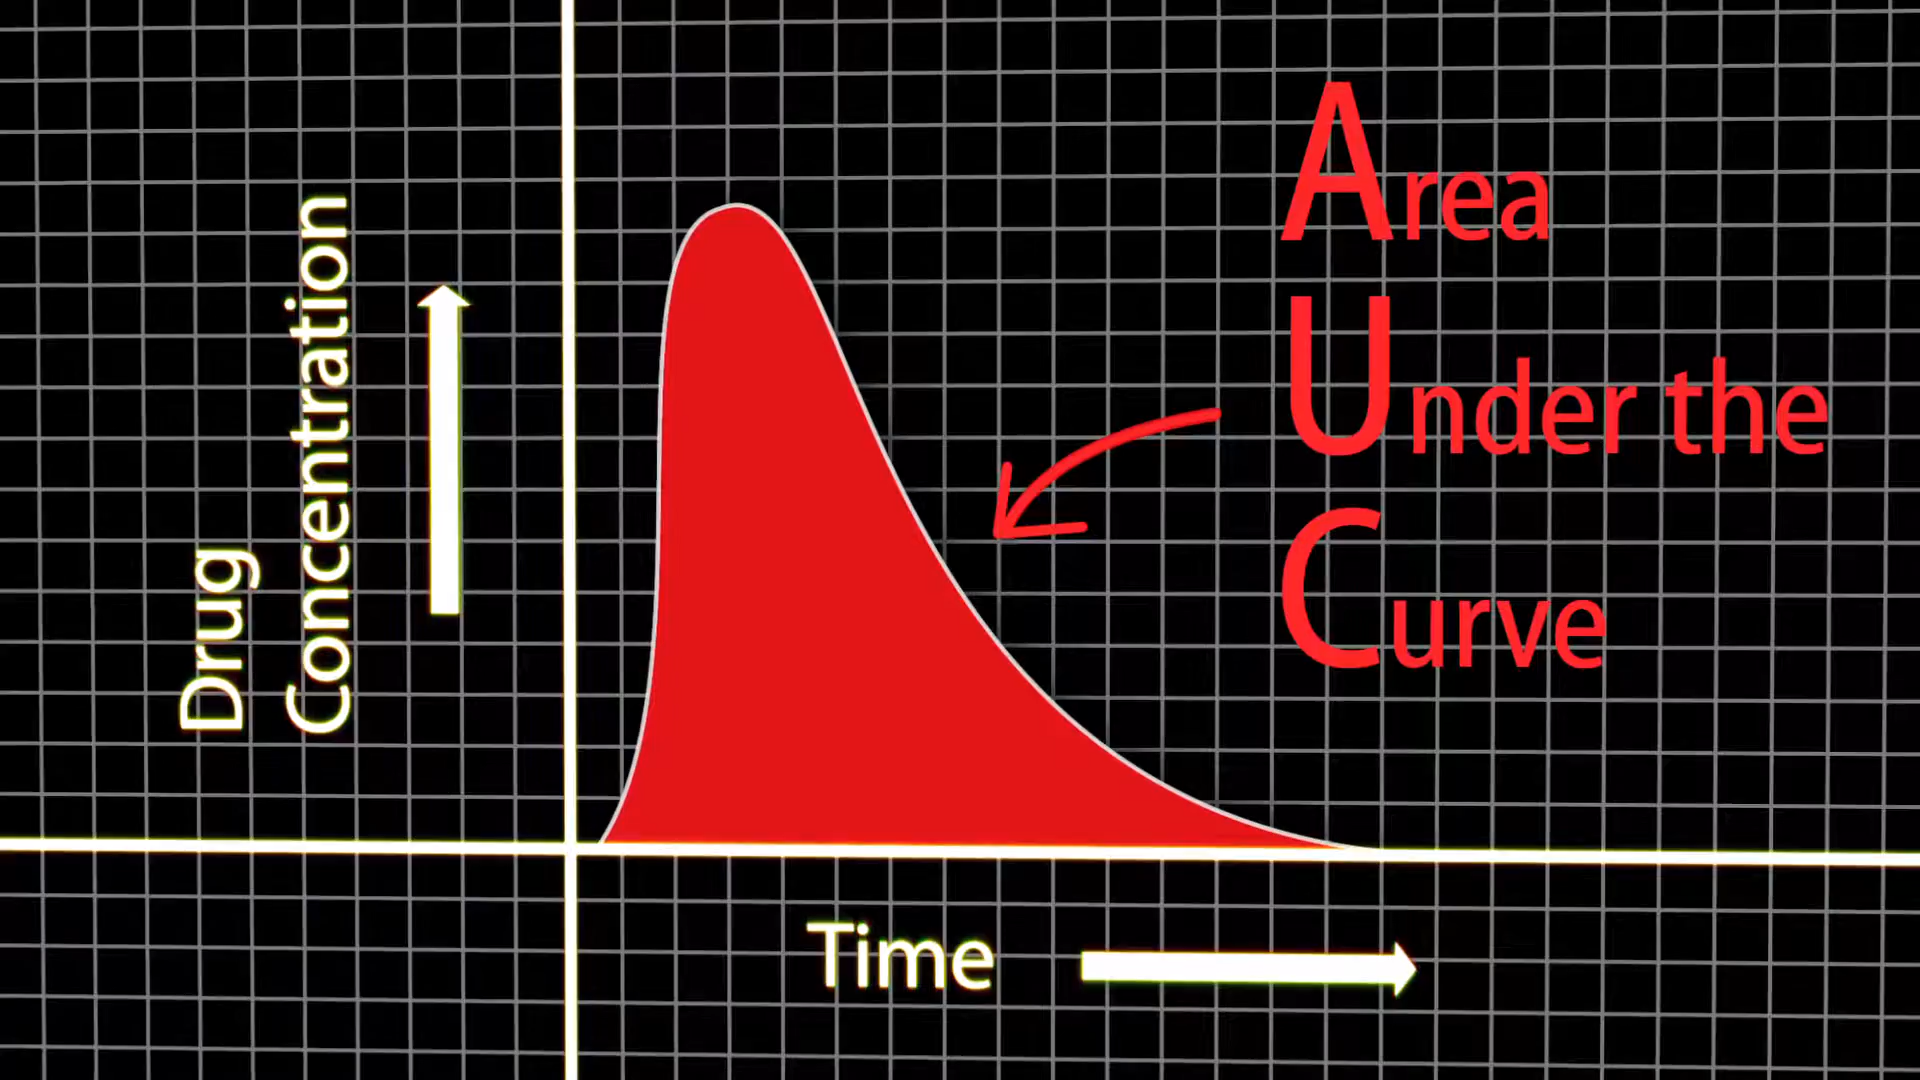 Drug
Concentration
Area
Under the
Curve
Time